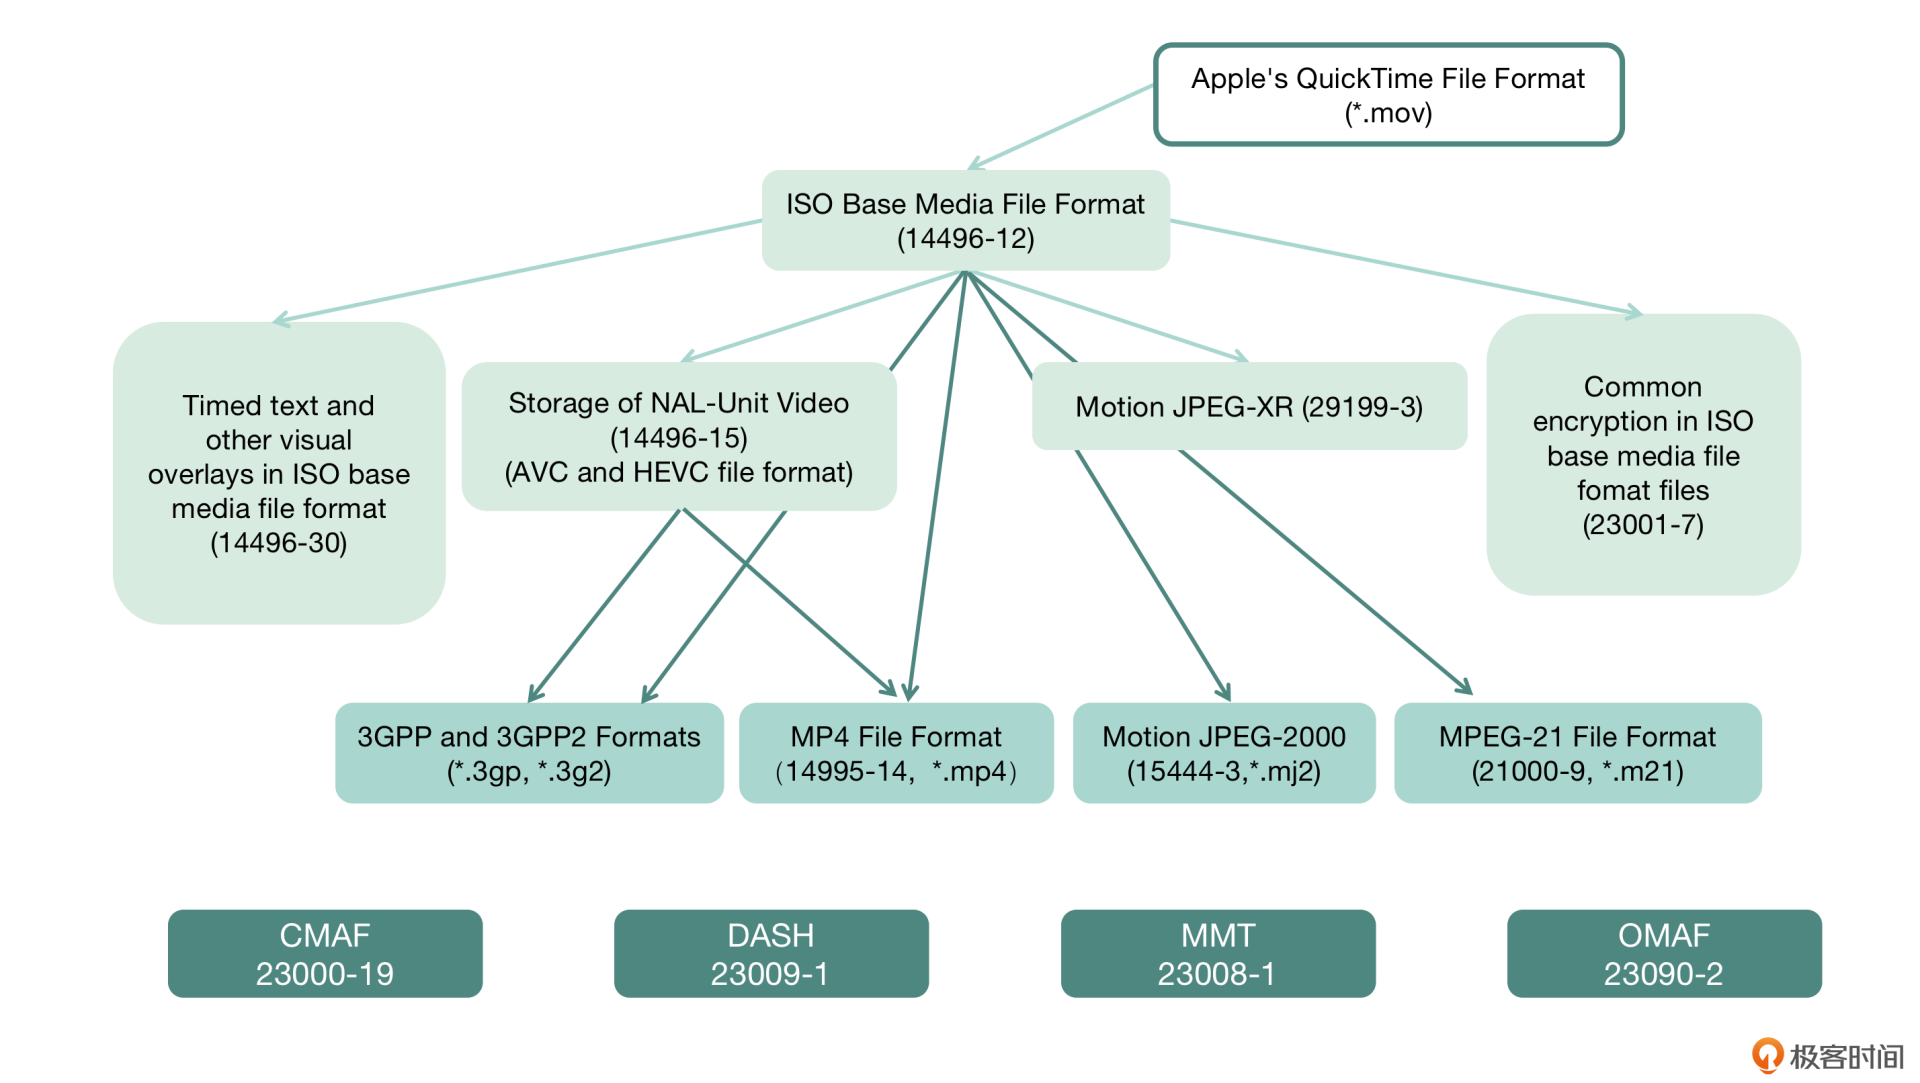 Apple's QuickTime File Format
(*.mov)
ISO Base Media File Format
(14496-12)
Timed text and
other visual
overlays in ISO base
media file format
(14496-30)
Storage of NAL-Unit Video
(14496-15)
(AVC and HEVC file format)
Motion JPEG-XR (29199-3)
Common
encryption in ISO
base media file
fomat files
(23001-7)
3GPP and 3GPP2 Formats
(*.3gp, *.3g2)
MP4 File Format
（14995-14,  *.mp4）
Motion JPEG-2000
(15444-3,*.mj2)
MPEG-21 File Format
(21000-9, *.m21)
CMAF
23000-19
DASH
23009-1
MMT
23008-1
OMAF
23090-2
极客时间